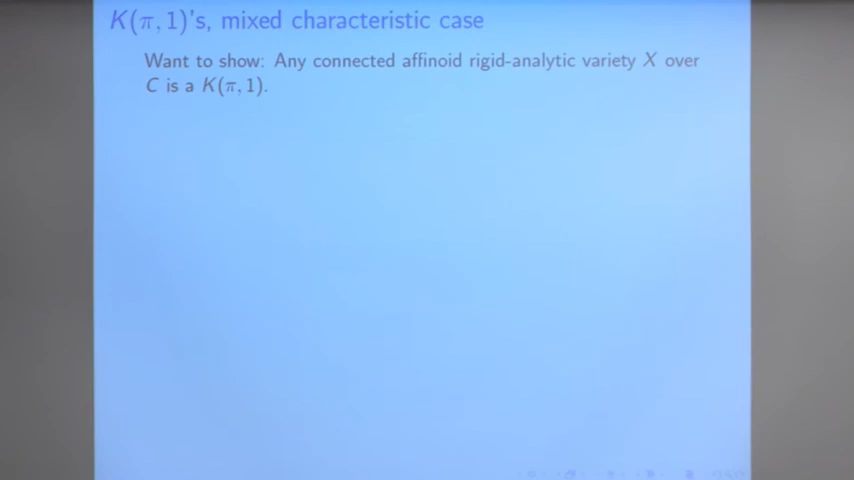 K(π, 1)'s, mixed characteristic case
Want to show: Any connected affinoid rigid-analytic variety X over
C is a K(π, 1).